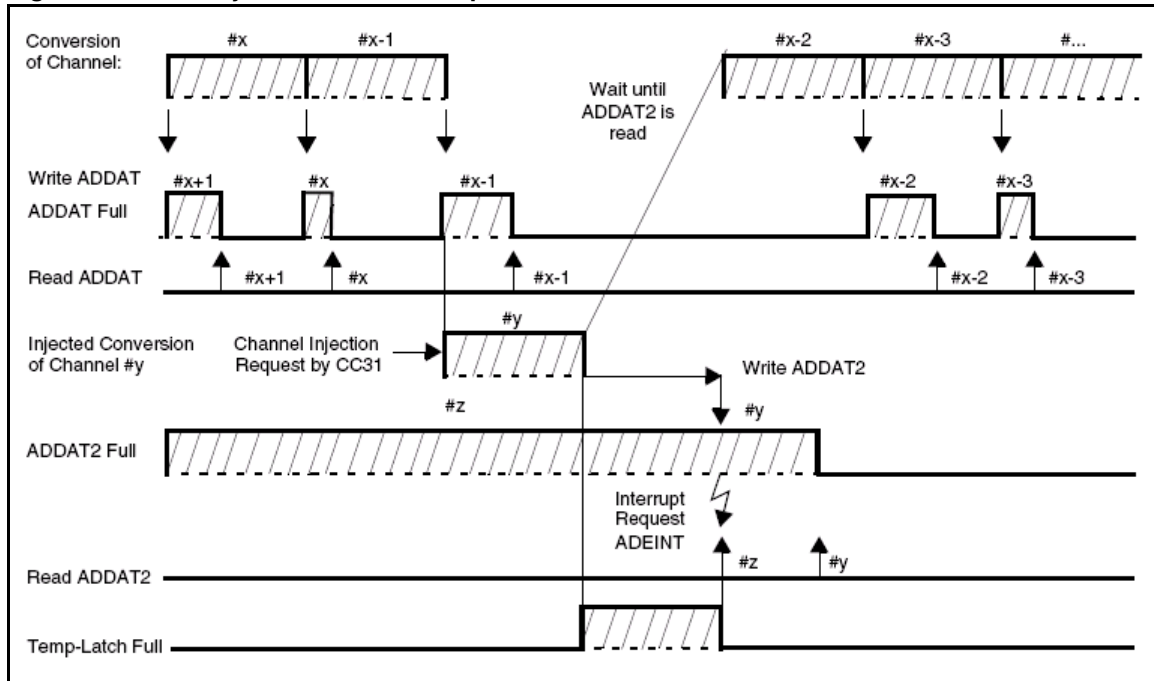 Conversion
of Channel:
#x
#x-1
#x-2
#x-3
#...
Wait until
ADDAT2 is
read
Write ADDAT
ADDAT Full
#x+1
#x
#x-1
#x-2
#x-3
Read ADDAT
#x+1
#x
#x-1
#x-2
#x-3
Injected Conversion
of Channel #y
Channel Injection
Request by CC31
#y
Write ADDAT2
#z
#y
ADDAT2 Full
Interrupt
Request
ADEINT
Read ADDAT2
#z
#y
Temp-Latch Full